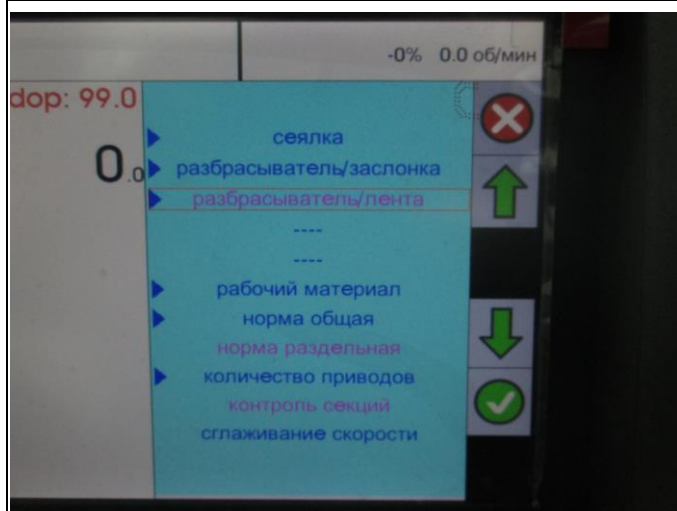 -0% 0.0 об/мин
dop: 99.0
0.0
сеялка
разбрасыватель/заслонка
разбрасыватель/лента
----
----
рабочий материал
норма общая
норма раздельная
количество приводов
контроль секций
сглаживание скорости